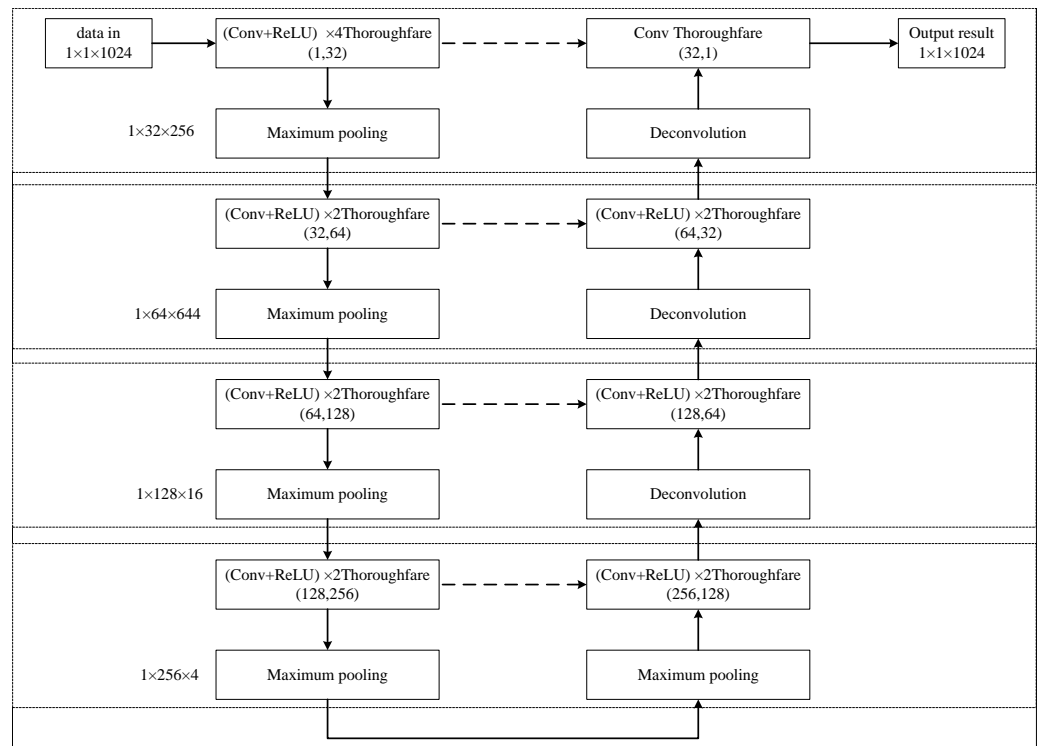 data in
1×1×1024
(Conv+ReLU) ×4Thoroughfare
(1,32)
Conv Thoroughfare
(32,1)
Output result
1×1×1024
1×32×256
Maximum pooling
Deconvolution
(Conv+ReLU) ×2Thoroughfare
(32,64)
(Conv+ReLU) ×2Thoroughfare
(64,32)
1×64×644
Maximum pooling
Deconvolution
(Conv+ReLU) ×2Thoroughfare
(64,128)
(Conv+ReLU) ×2Thoroughfare
(128,64)
1×128×16
Maximum pooling
Deconvolution
(Conv+ReLU) ×2Thoroughfare
(128,256)
(Conv+ReLU) ×2Thoroughfare
(256,128)
1×256×4
Maximum pooling
Maximum pooling